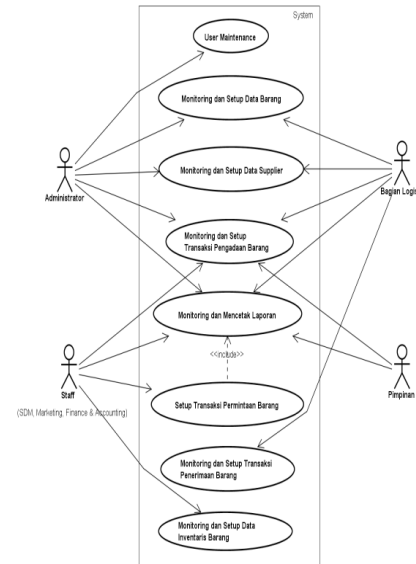 System
User Maintenance
Monitoring dan Setup Data Barang
Monitoring dan Setup Data Supplier
Administrator
Bagian Logis
Monitoring dan Setup
Transaksi Pengadaan Barang
Monitoring dan Mencetak Laporan
<<include>>
Staff
(SDM, Marketing, Finance & Accounting)
Pimpinan
Setup Transaksi Permintaan Barang
Monitoring dan Setup Transaksi
Penerimaan Barang
Monitoring dan Setup Data
Inventaris Barang